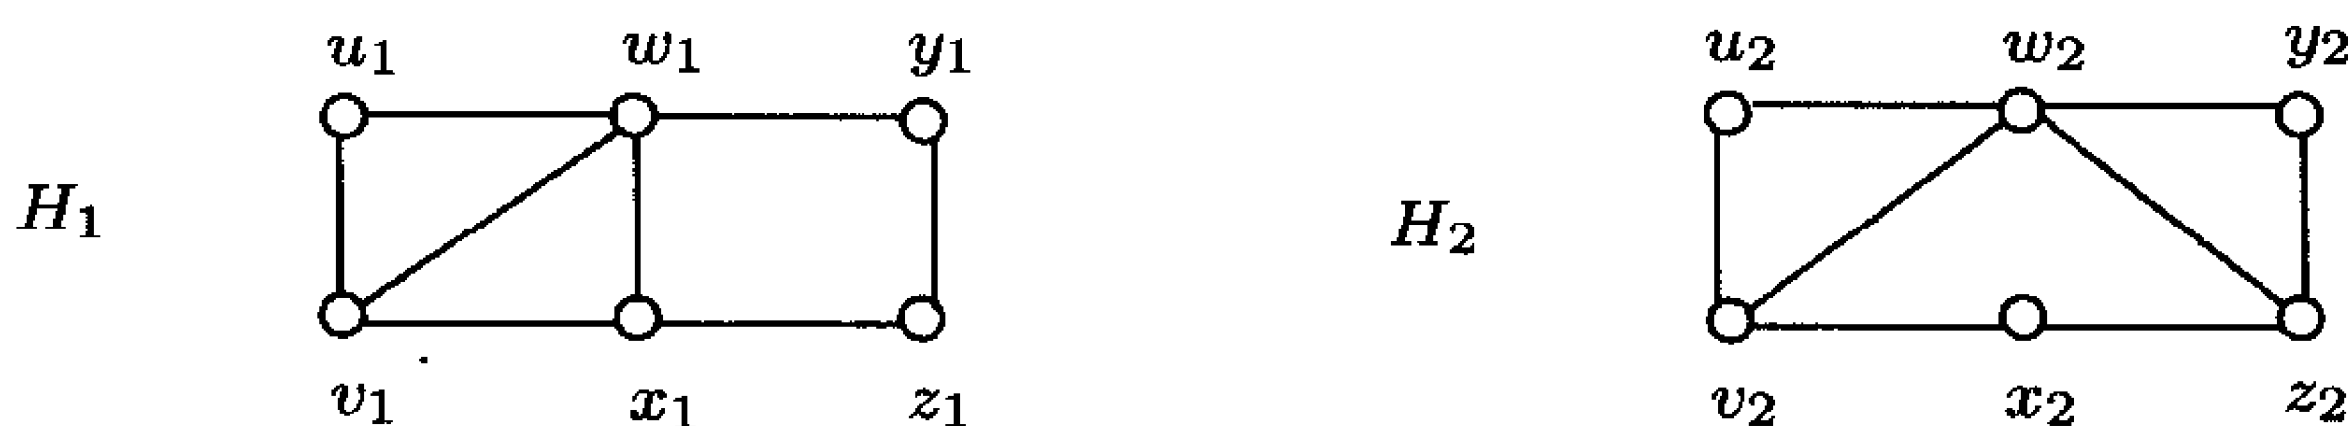 u₁ w₁ y₁ u₂ w₂ y₂
H₁ H₂
v₁ x₁ z₁ v₂ x₂ z₂